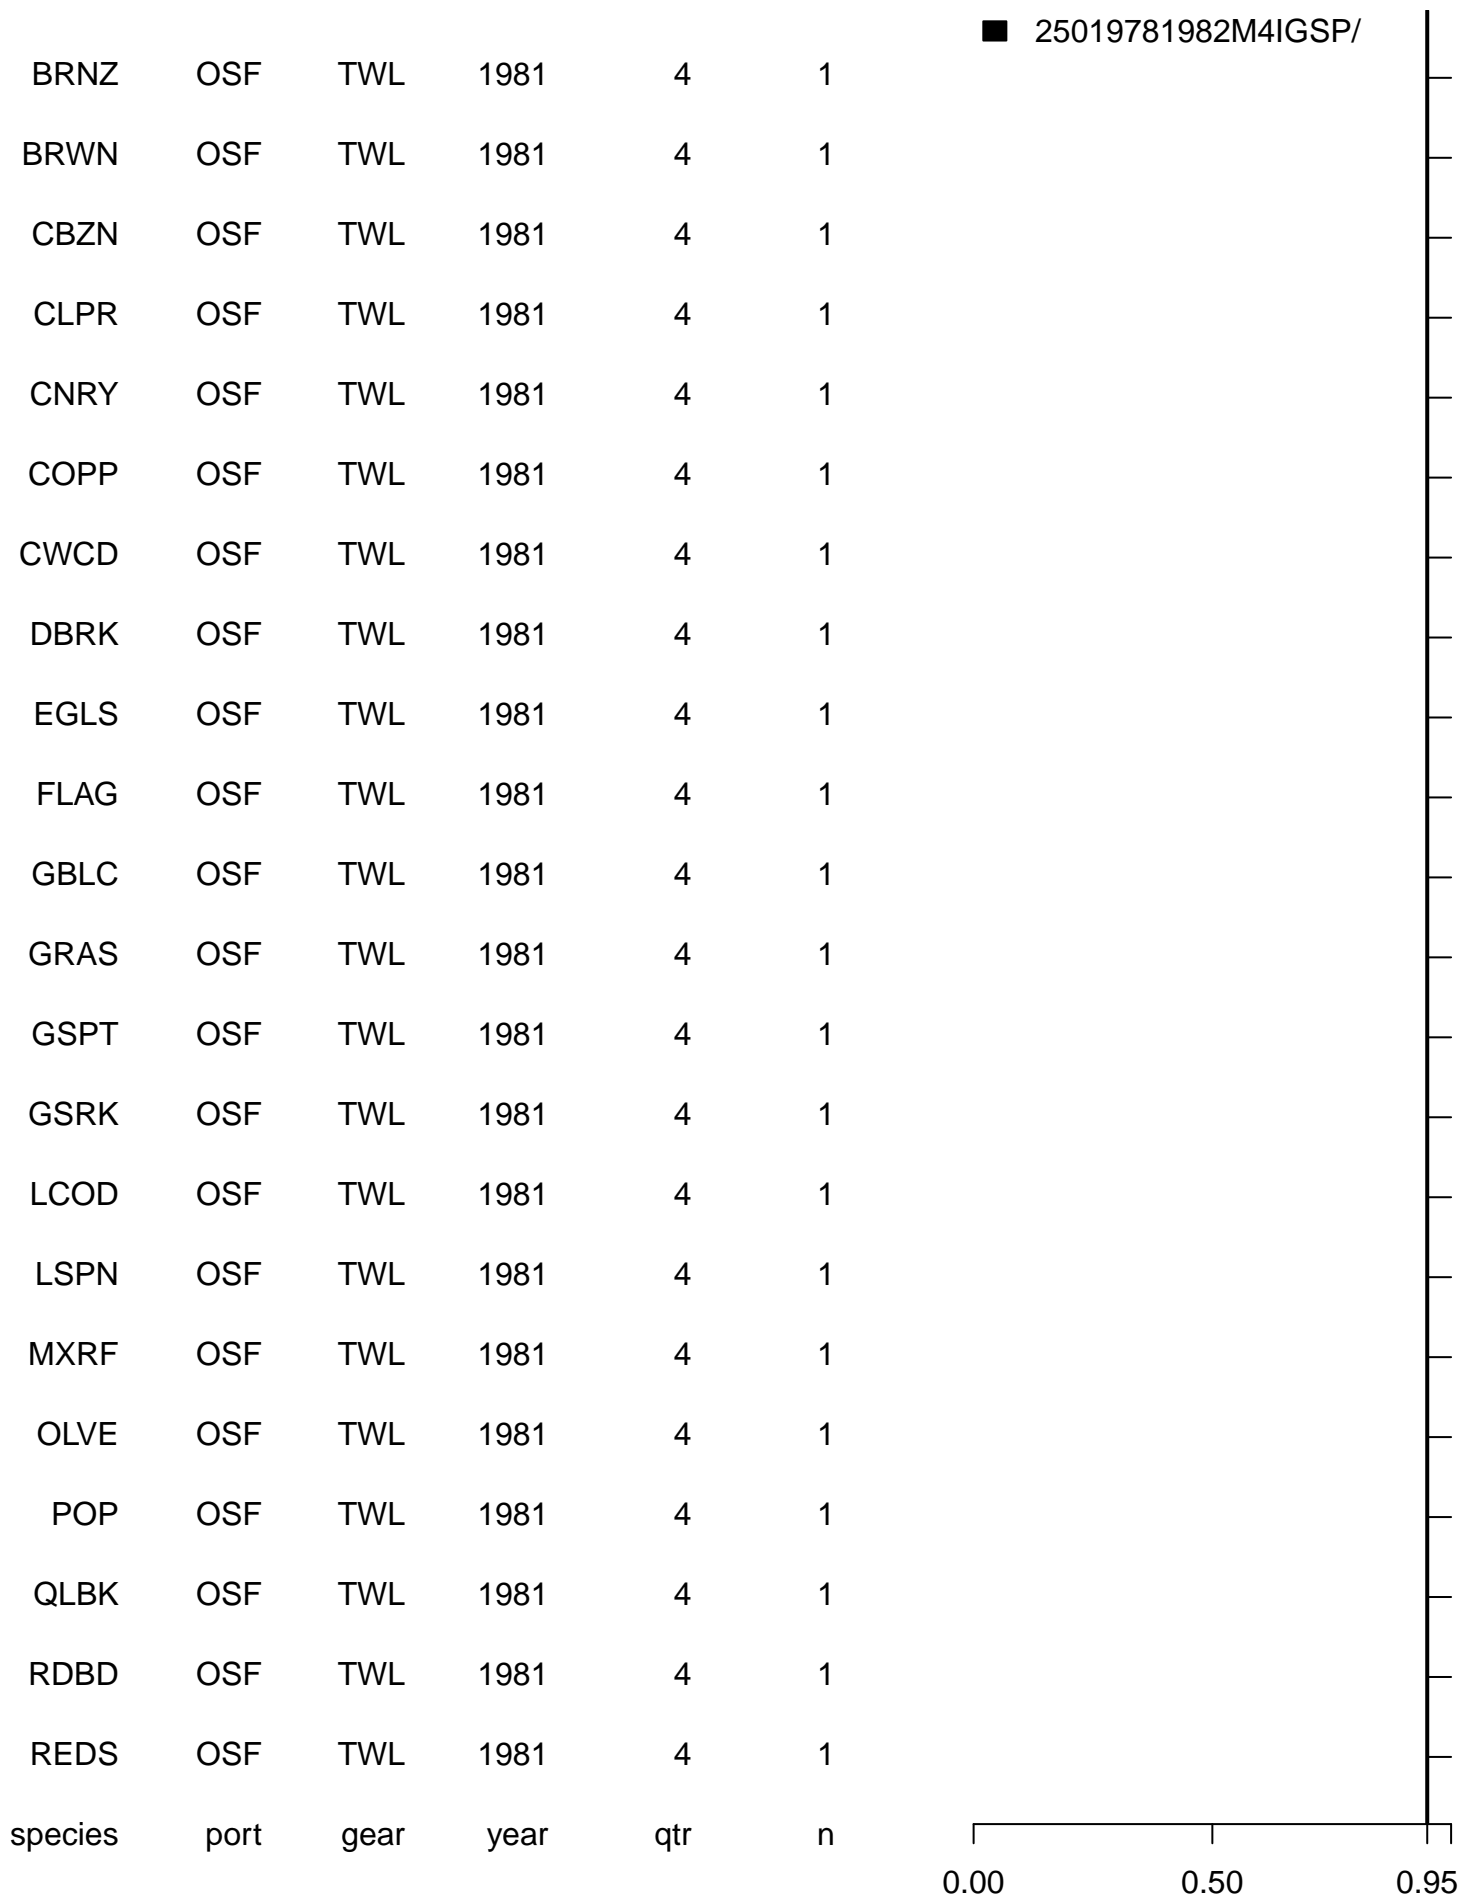 25019781982M4IGSP/
BRNZ OSF TWL 1981 4 1
BRWN OSF TWL 1981 4 1
CBZN OSF TWL 1981 4 1
CLPR OSF TWL 1981 4 1
CNRY OSF TWL 1981 4 1
COPP OSF TWL 1981 4 1
CWCD OSF TWL 1981 4 1
DBRK OSF TWL 1981 4 1
EGLS OSF TWL 1981 4 1
FLAG OSF TWL 1981 4 1
GBLC OSF TWL 1981 4 1
GRAS OSF TWL 1981 4 1
GSPT OSF TWL 1981 4 1
GSRK OSF TWL 1981 4 1
LCOD OSF TWL 1981 4 1
LSPN OSF TWL 1981 4 1
MXRF OSF TWL 1981 4 1
OLVE OSF TWL 1981 4 1
POP OSF TWL 1981 4 1
QLBK OSF TWL 1981 4 1
RDBD OSF TWL 1981 4 1
REDS OSF TWL 1981 4 1
species port gear year qtr n
0.00 0.50 0.95